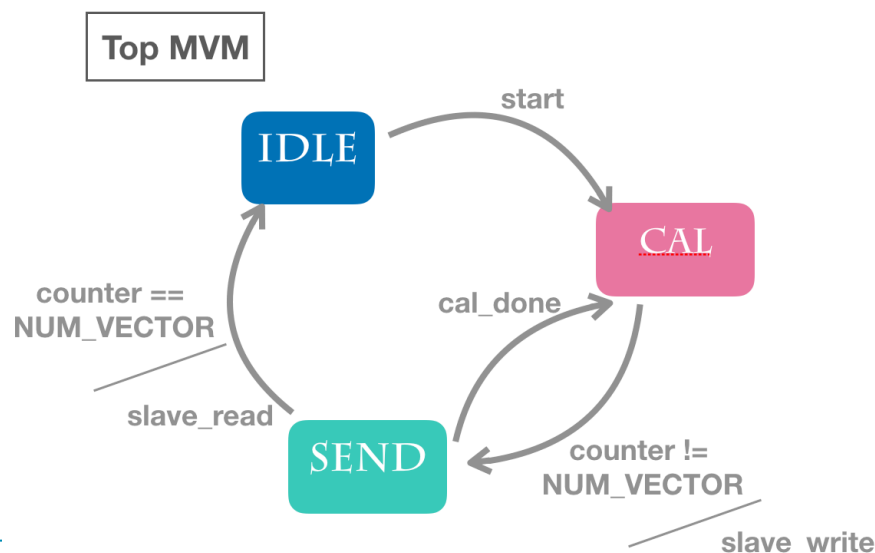 Top MVM
start
IDLE
CAL
counter ==
NUM_VECTOR
cal_done
slave_read
SEND
counter !=
NUM_VECTOR
slave_write